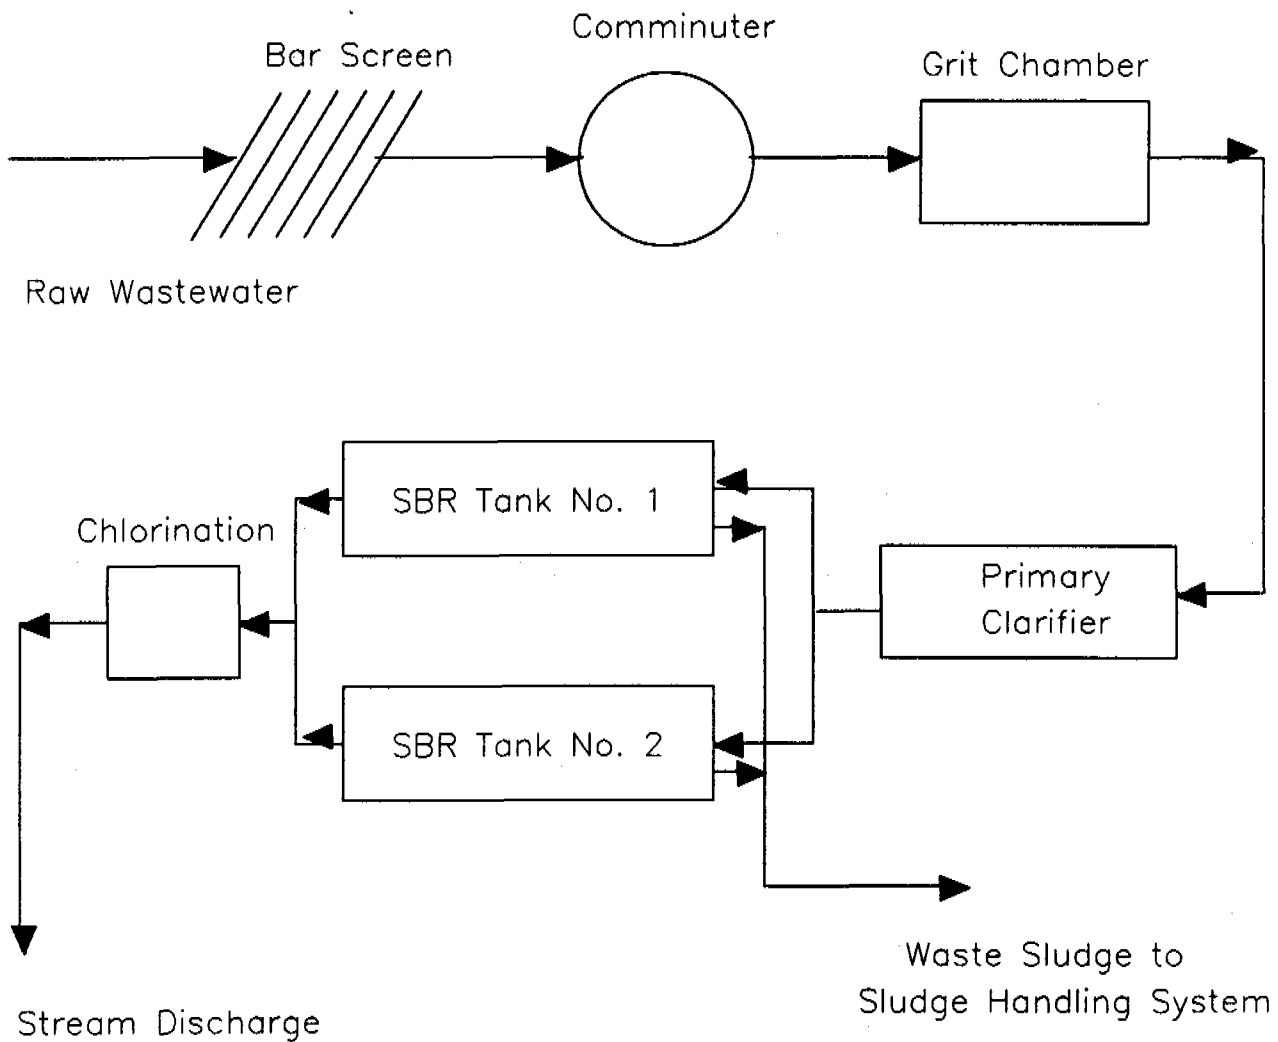 Comminuter
Bar Screen
Grit Chamber
Raw Wastewater
SBR Tank No. 1
Chlorination
Primary
Clarifier
SBR Tank No. 2
Waste Sludge to
Sludge Handling System
Stream Discharge